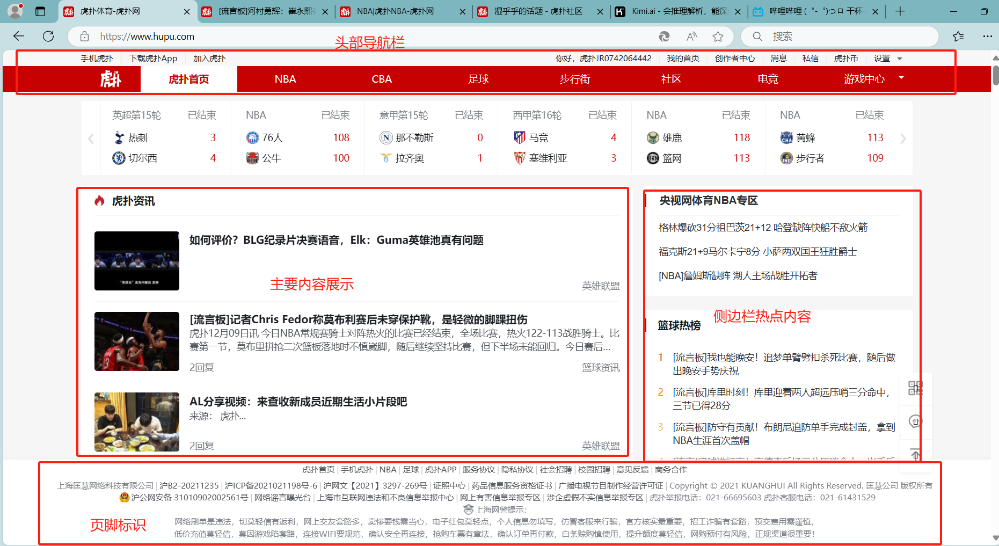 虎扑体育-虎扑网
[流言板]河村勇辉：崔永熙
NBA|虎扑NBA-虎扑网
湿乎乎的话题 - 虎扑社区
Kimi.ai - 会推理解析，能深
哔哩哔哩 (゜-゜)つロ 干杯~
https://www.hupu.com
搜索
头部导航栏
手机虎扑 下载虎扑App 加入虎扑
你好，虎扑JR0742064442 我的首页 创作者中心 消息 私信 虎扑币 设置
虎扑 虎扑首页 NBA CBA 足球 步行街 社区 电竞 游戏中心
英超第15轮 已结束
热刺 3
切尔西 4
NBA 已结束
76人 108
公牛 100
意甲第15轮 已结束
那不勒斯 0
拉齐奥 1
西甲第16轮 已结束
马竞 4
塞维利亚 3
NBA 已结束
雄鹿 118
篮网 113
NBA 已结束
黄蜂 113
步行者 109
虎扑资讯
如何评价？BLG纪录片决赛语音，Elk：Guma英雄池真有问题
主要内容展示
英雄联盟
[流言板]记者Chris Fedor称莫布利赛后未穿保护靴，是轻微的脚踝扭伤
虎扑12月09日讯 今日NBA常规赛骑士对阵热火的比赛已经结束，全场比赛，热火122-113战胜骑士。比
赛第一节，莫布里拼抢二次篮板落地时不慎崴脚，随后继续坚持比赛，但下半场未能回归。今日赛后...
2回复 篮球资讯
AL分享视频：来查收新成员近期生活小片段吧
来源： 虎扑...
2回复 英雄联盟
央视网体育NBA专区
格林爆砍31分祖巴茨21+12 哈登缺阵快船不敌火箭
福克斯21+9马尔卡宁8分 小萨两双国王狂胜爵士
[NBA]詹姆斯缺阵 湖人主场战胜开拓者
侧边栏热点内容
篮球热榜
1 [流言板]我也能晚安！追梦单臂劈扣杀死比赛，随后做
出晚安手势庆祝
2 [流言板]库里时刻！库里迎着两人超远压哨三分命中，
三节已得28分
3 [流言板]防守有贡献！布朗尼追防单手完成封盖，拿到
NBA生涯首次盖帽
虎扑首页 | 手机虎扑 | NBA | 足球 | 虎扑APP | 服务协议 | 隐私协议 | 社会招聘 | 校园招聘 | 意见反馈 | 商务合作
上海匡慧网络科技有限公司 | 沪B2-20211235 | 沪ICP备2021021198号-6 | 沪网文【2021】3297-269号 | 证照中心 | 药品信息服务资格证书 | 广播电视节目制作经营许可证 | Copyright © 2021 KUANGHUI All Rights Reserved. 匡慧公司 版权所有
沪公网安备 31010902002561号 | 网络谣言曝光台 | 上海市互联网违法和不良信息举报中心 | 网上有害信息举报专区 | 涉企虚假不实信息举报专区 | 虎扑举报电话：021-66695603 虎扑客服电话：021-61431529
上海网警提示：
页脚标识
网络刷单是违法，切莫轻信有返利，网上交友套路多，卖惨要钱需当心，电子红包莫轻点，个人信息勿填写，仿冒客服来行骗，官方核实最重要，招工诈骗有套路，预交费用需谨慎，
低价充值莫轻信，莫因游戏陷套路，连接WIFI要规范，确认安全再连接，抢购车票有章法，确认订单再付款，白条赊购慎使用，提升额度莫轻信，网购预付有风险，正规渠道很重要！